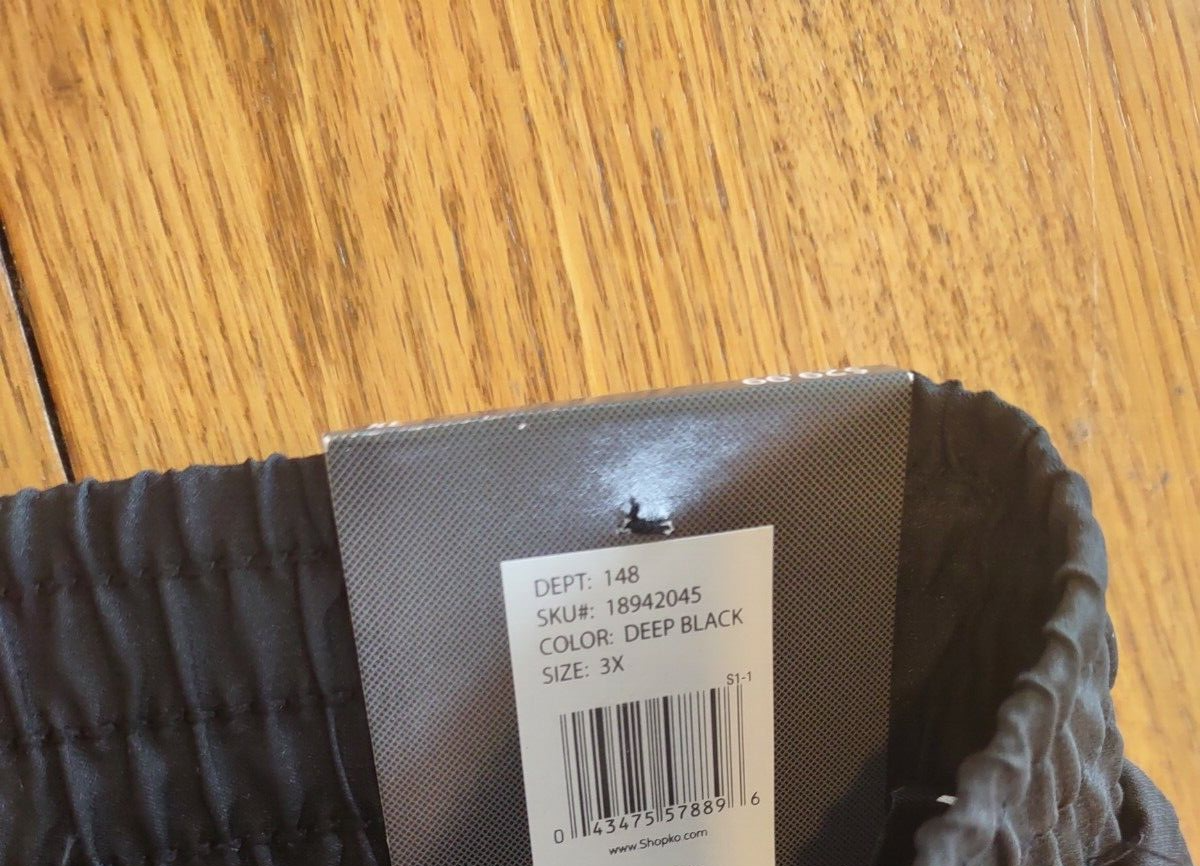 DEPT: 148
SKU#: 18942045
COLOR: DEEP BLACK
SIZE: 3X
S1-1
0 43475 57889 6
www.Shopko.com